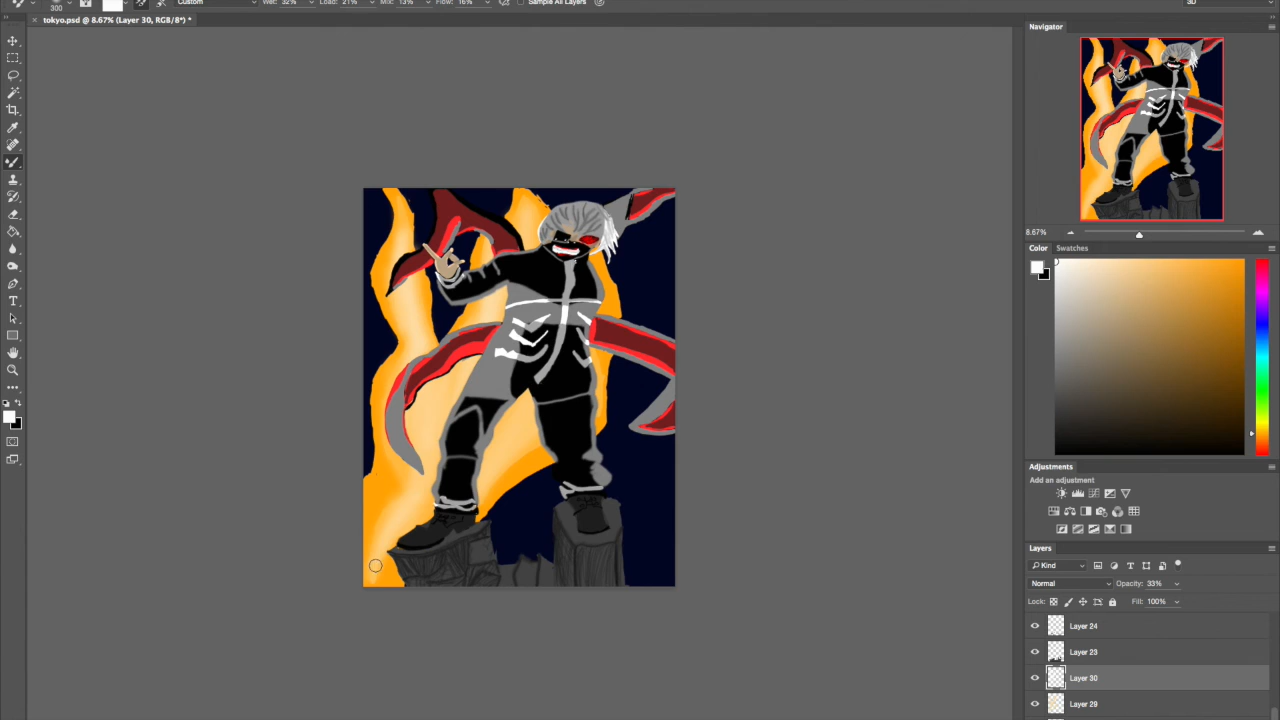 300
Custom
Wet: 32%
Load: 21%
Mix: 13%
Flow: 16%
Sample All Layers
3D
tokyo.psd @ 8.67% (Layer 30, RGB/8*) *
Navigator
8.67%
Color
Swatches
Adjustments
Add an adjustment
Layers
Kind
Normal
Opacity: 33%
Lock:
Fill: 100%
Layer 24
Layer 23
Layer 30
Layer 29